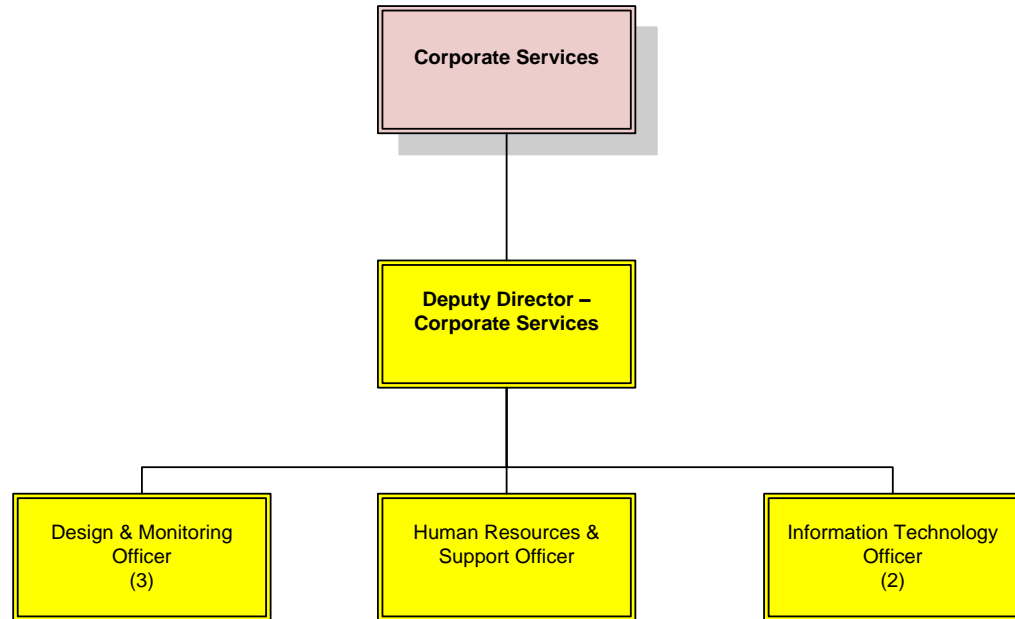 Corporate Services
Deputy Director –
Corporate Services
Design & Monitoring
Officer
(3)
Human Resources &
Support Officer
Information Technology
Officer
(2)